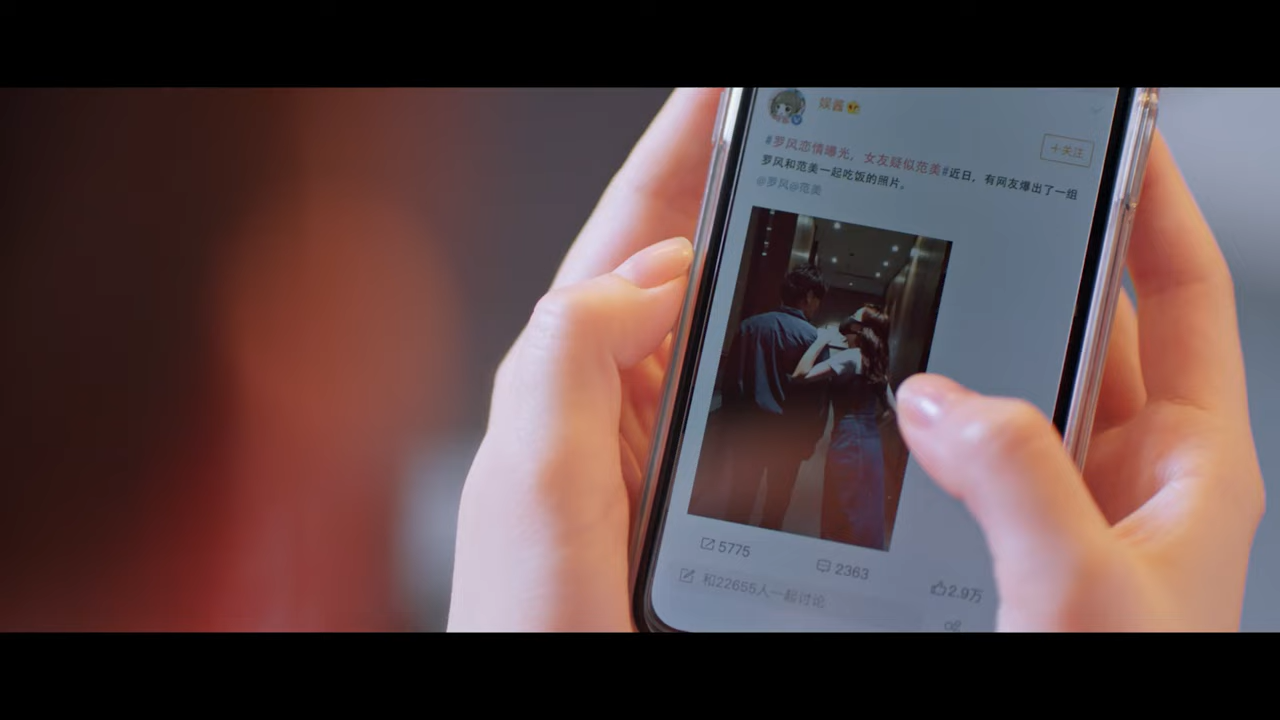 娱酱
+关注
#罗风恋情曝光，女友疑似范美#近日，有网友爆出了一组
罗风和范美一起吃饭的照片。
@罗风@范美
5775
2363
2.9万
和22655人一起讨论